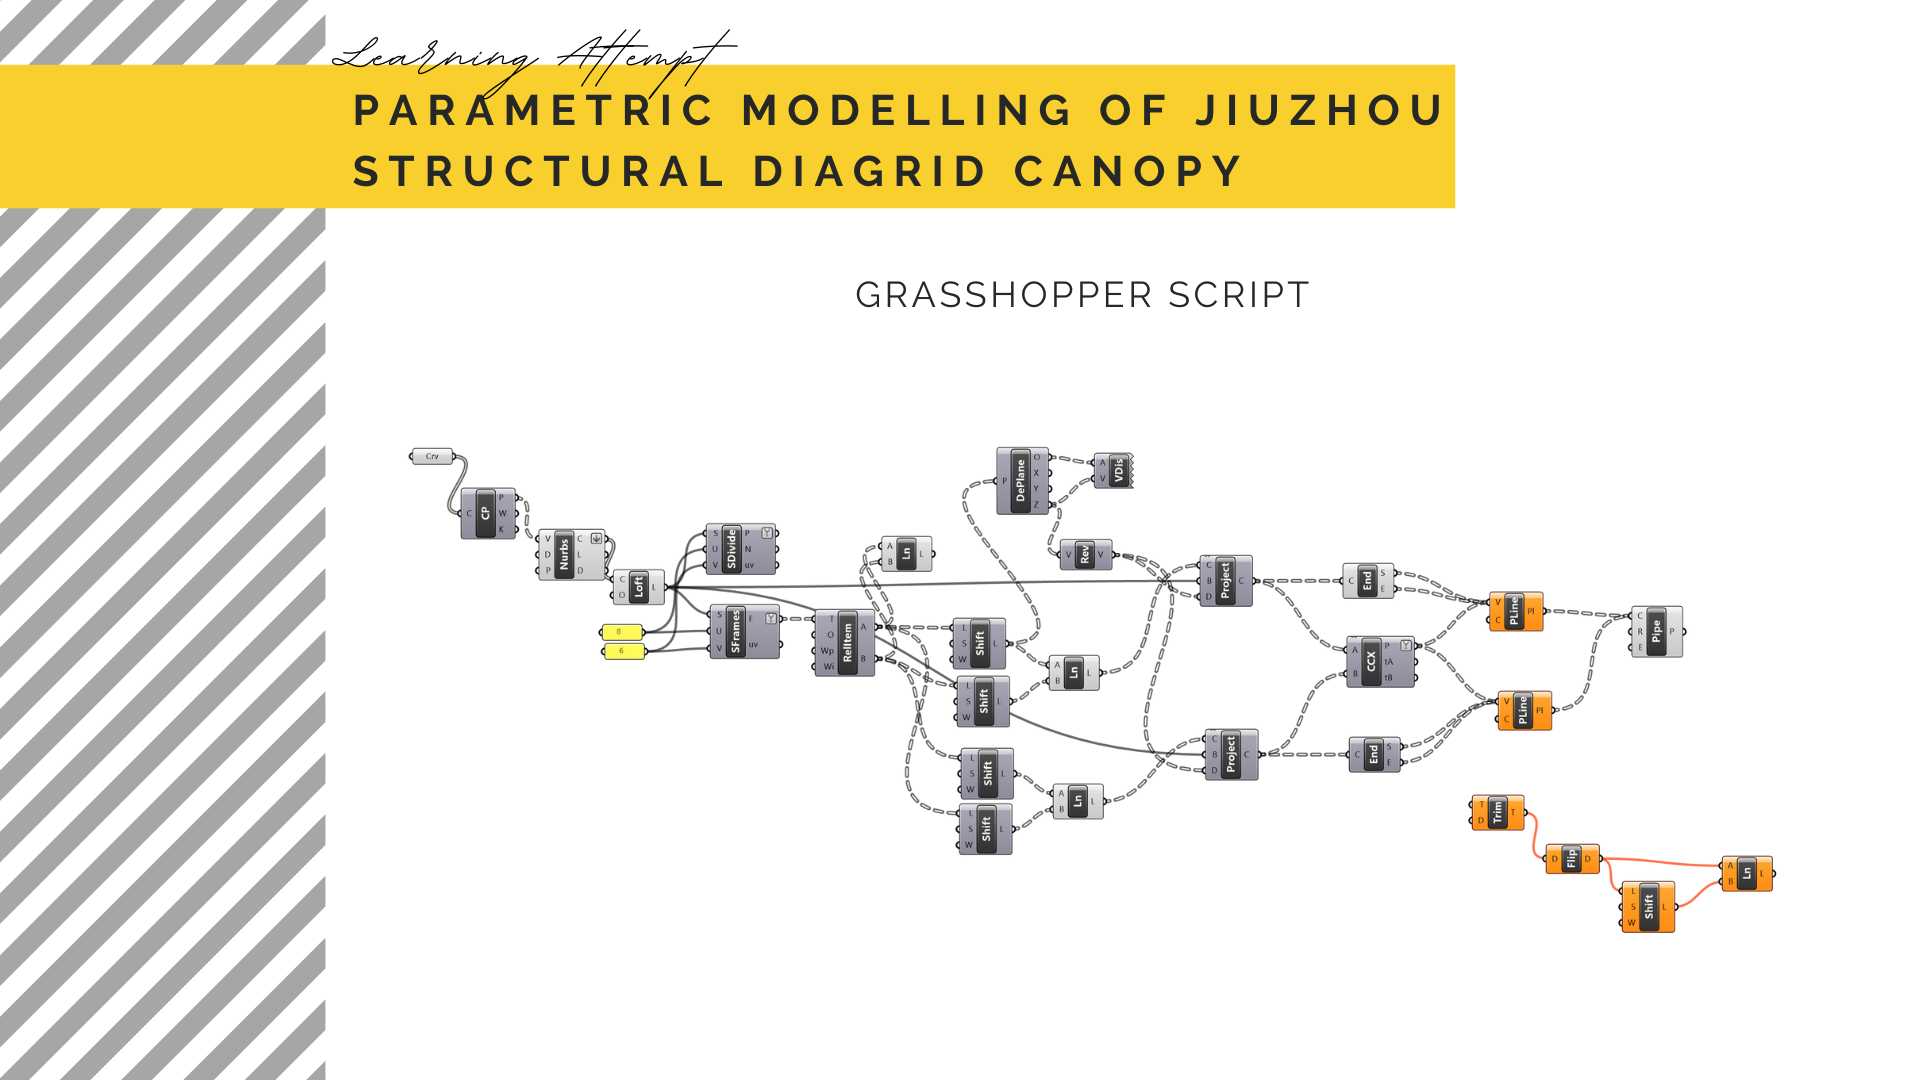 Learning Attempt
PARAMETRIC MODELLING OF JIUZHOU
STRUCTURAL DIAGRID CANOPY
GRASSHOPPER SCRIPT
Crv
C CP P W K
V D P Nurbs C L D
C O Loft L
S U V SDivide P N uv
8
6
S U V SFrames F uv
T O Wp Wi RelItem A B
A B Ln L
P DePlane O X Y Z
A V VDis
V Rev V
L S W Shift L
L S W Shift L
A B Ln L
L S W Shift L
L S W Shift L
A B Ln L
C B D Project C
C B D Project C
C End S E
A B CCX P tA tB
C End S E
V C PLine Pl
V C PLine Pl
C R E Pipe P
T D Trim T
D Flip D
L S W Shift L
A B Ln L